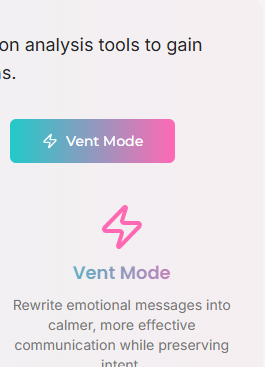 on analysis tools to gain
s.
Vent Mode
Vent Mode
Rewrite emotional messages into
calmer, more effective
communication while preserving
intent